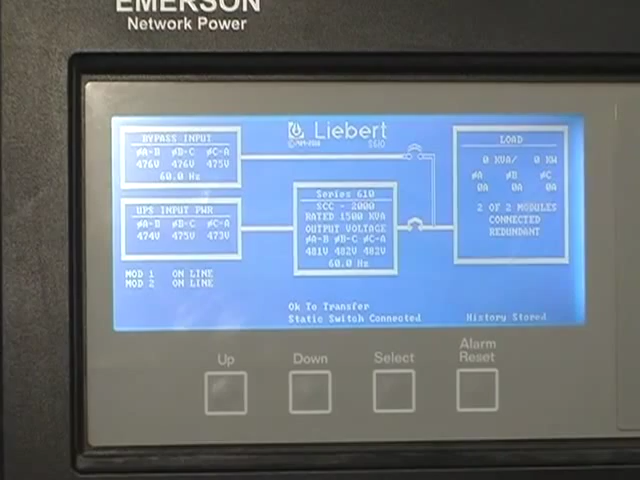 EMERSON
Network Power
BYPASS INPUT
øA-B øB-C øC-A
476V 476V 475V
60.0 Hz
UPS INPUT PWR
øA-B øB-C øC-A
474V 475V 473V
MOD 1 ON LINE
MOD 2 ON LINE
Liebert
S610
Series 610
SCC - 2000
RATED 1500 KVA
OUTPUT VOLTAGE
øA-B øB-C øC-A
481V 482V 482V
60.0 Hz
Ok To Transfer
Static Switch Connected
LOAD
0 KVA/ 0 KW
øA øB øC
0A 0A 0A
2 OF 2 MODULES
CONNECTED
REDUNDANT
History Stored
Up
Down
Select
Alarm
Reset